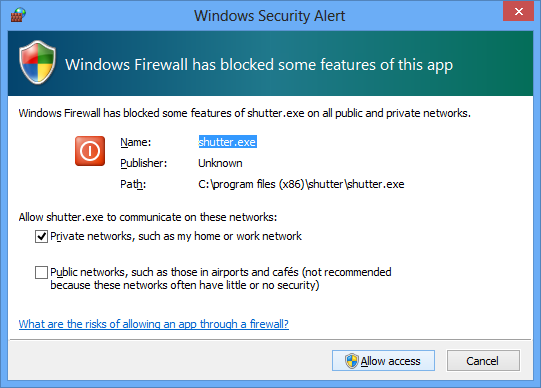 Windows Security Alert
Windows Firewall has blocked some features of this app
Windows Firewall has blocked some features of shutter.exe on all public and private networks.
Name: shutter.exe
Publisher: Unknown
Path: C:\program files (x86)\shutter\shutter.exe
Allow shutter.exe to communicate on these networks:
Private networks, such as my home or work network
Public networks, such as those in airports and cafés (not recommended
because these networks often have little or no security)
What are the risks of allowing an app through a firewall?
Allow access Cancel